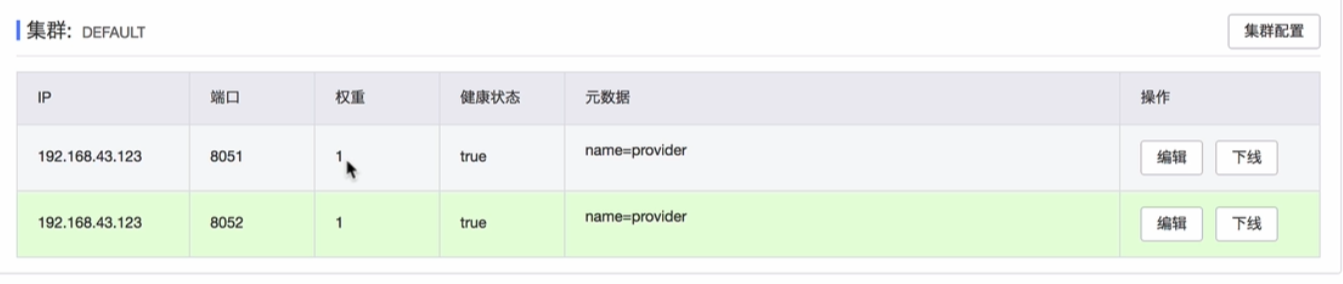 集群: DEFAULT 集群配置
IP 端口 权重 健康状态 元数据 操作
192.168.43.123 8051 1 true name=provider 编辑 下线
192.168.43.123 8052 1 true name=provider 编辑 下线